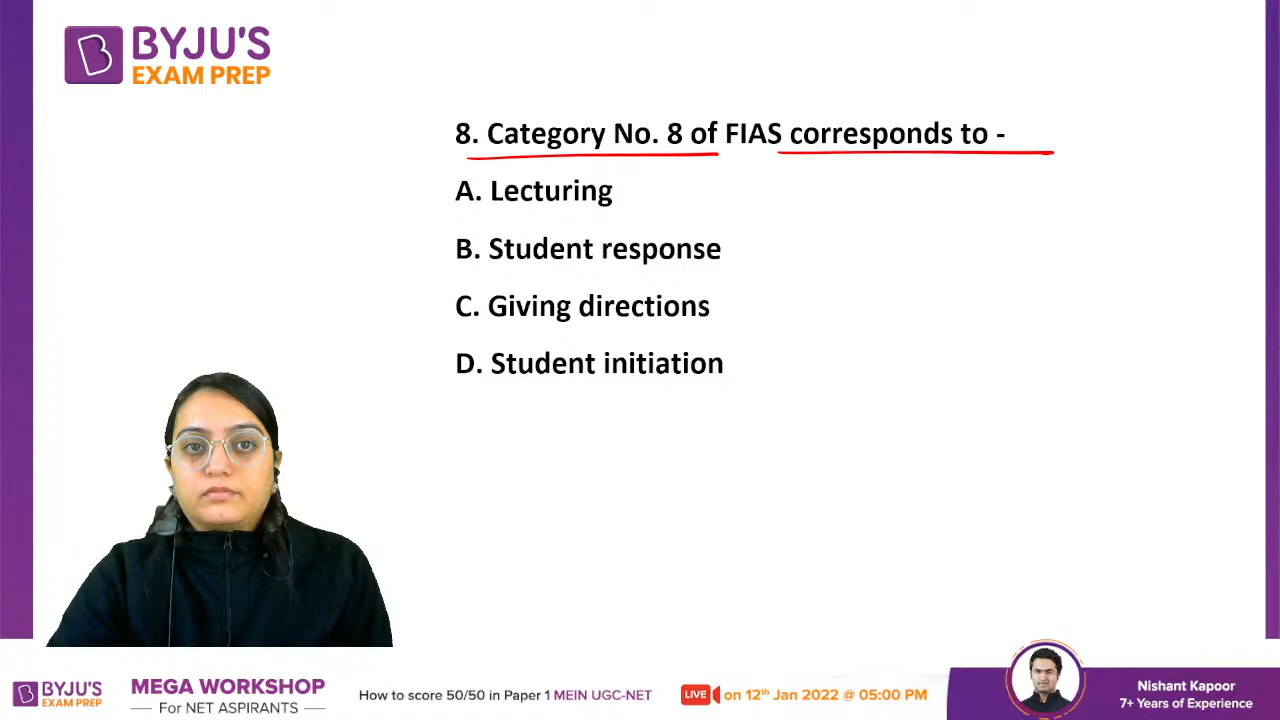 BYJU'S
EXAM PREP
8. Category No. 8 of FIAS corresponds to -
A. Lecturing
B. Student response
C. Giving directions
D. Student initiation
BYJU'S
EXAM PREP
MEGA WORKSHOP
For NET ASPIRANTS
How to score 50/50 in Paper 1 MEIN UGC-NET
LIVE on 12th Jan 2022 @ 05:00 PM
Nishant Kapoor
7+ Years of Experience